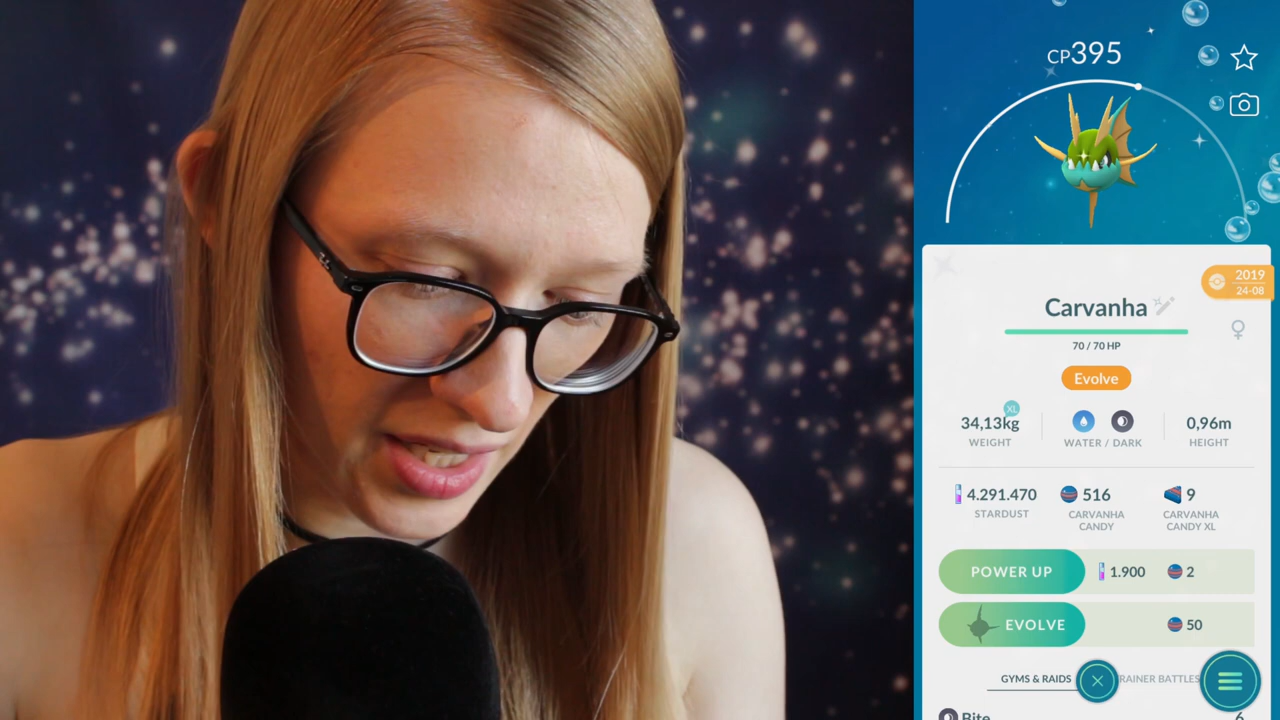 CP395
2019
24-08
Carvanha
70 / 70 HP
Evolve
XL
34,13kg
WEIGHT
WATER / DARK
0,96m
HEIGHT
4.291.470
STARDUST
516
CARVANHA
CANDY
9
CARVANHA
CANDY XL
POWER UP
1.900
2
EVOLVE
50
GYMS & RAIDS
RAINER BATTLES
Bite
6